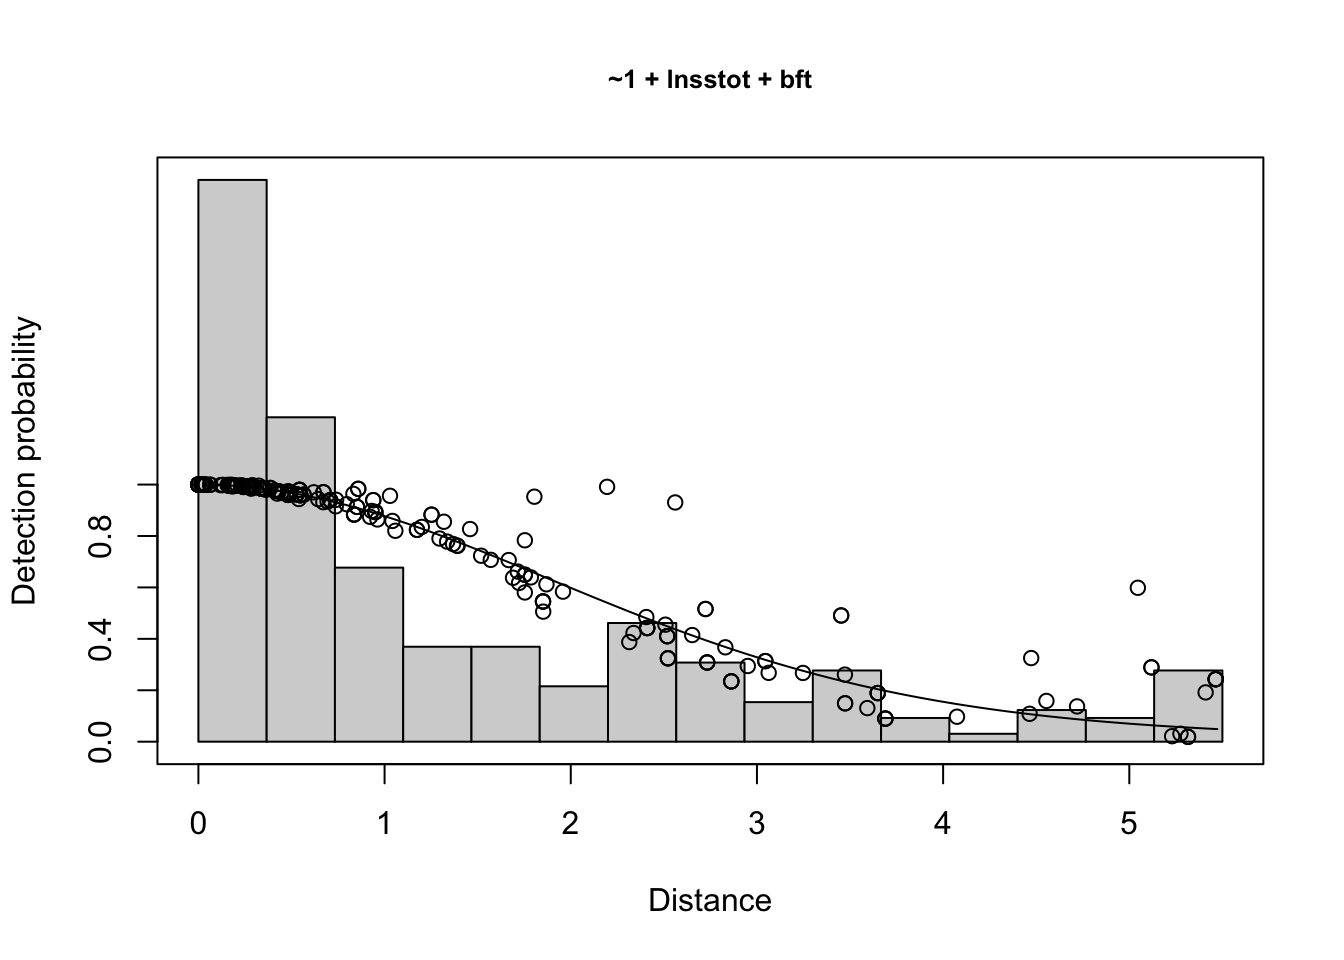 ~1 + lnsstot + bft
Detection probability
0.8
0.4
0.0
0 1 2 3 4 5
Distance